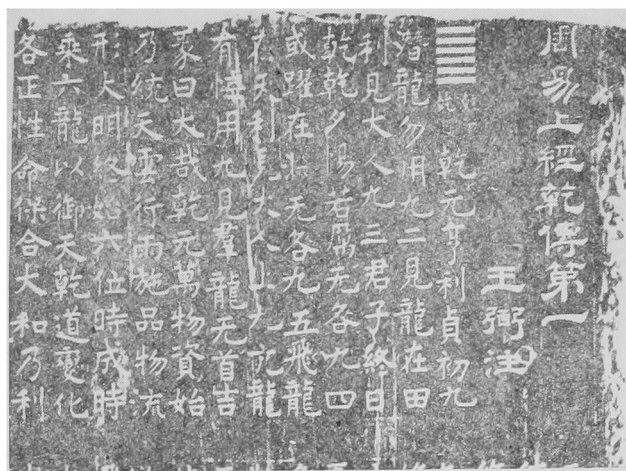 周易上經乾傳第一
王弼注
䷀乾元亨利貞初九
潛龍勿用九二見龍在田
利見大人九三君子終日
乾乾夕惕若厲无咎九四
或躍在淵无咎九五飛龍
在天利見大人上九亢龍
有悔用九見羣龍无首吉
彖曰大哉乾元萬物資始
乃統天雲行雨施品物流
形大明終始六位時成時
乘六龍以御天乾道變化
各正性命保合大和乃利